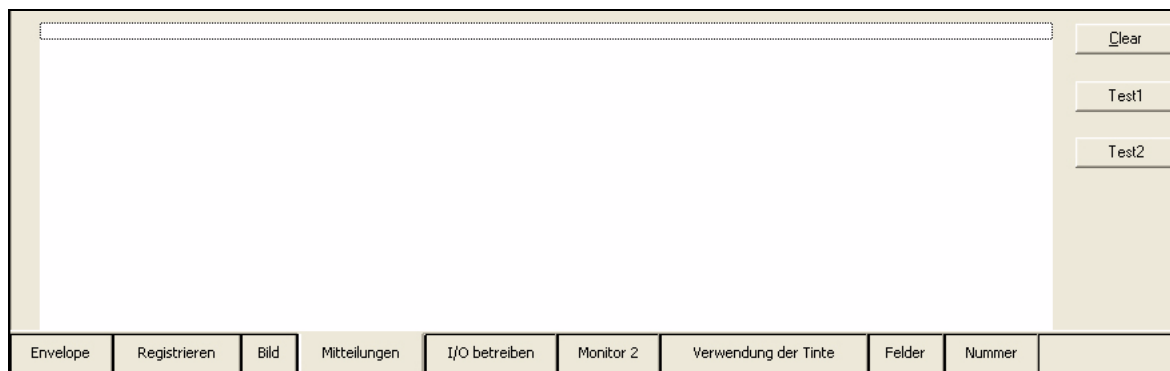 Clear
Test1
Test2
Envelope Registrieren Bild Mitteilungen I/O betreiben Monitor 2 Verwendung der Tinte Felder Nummer